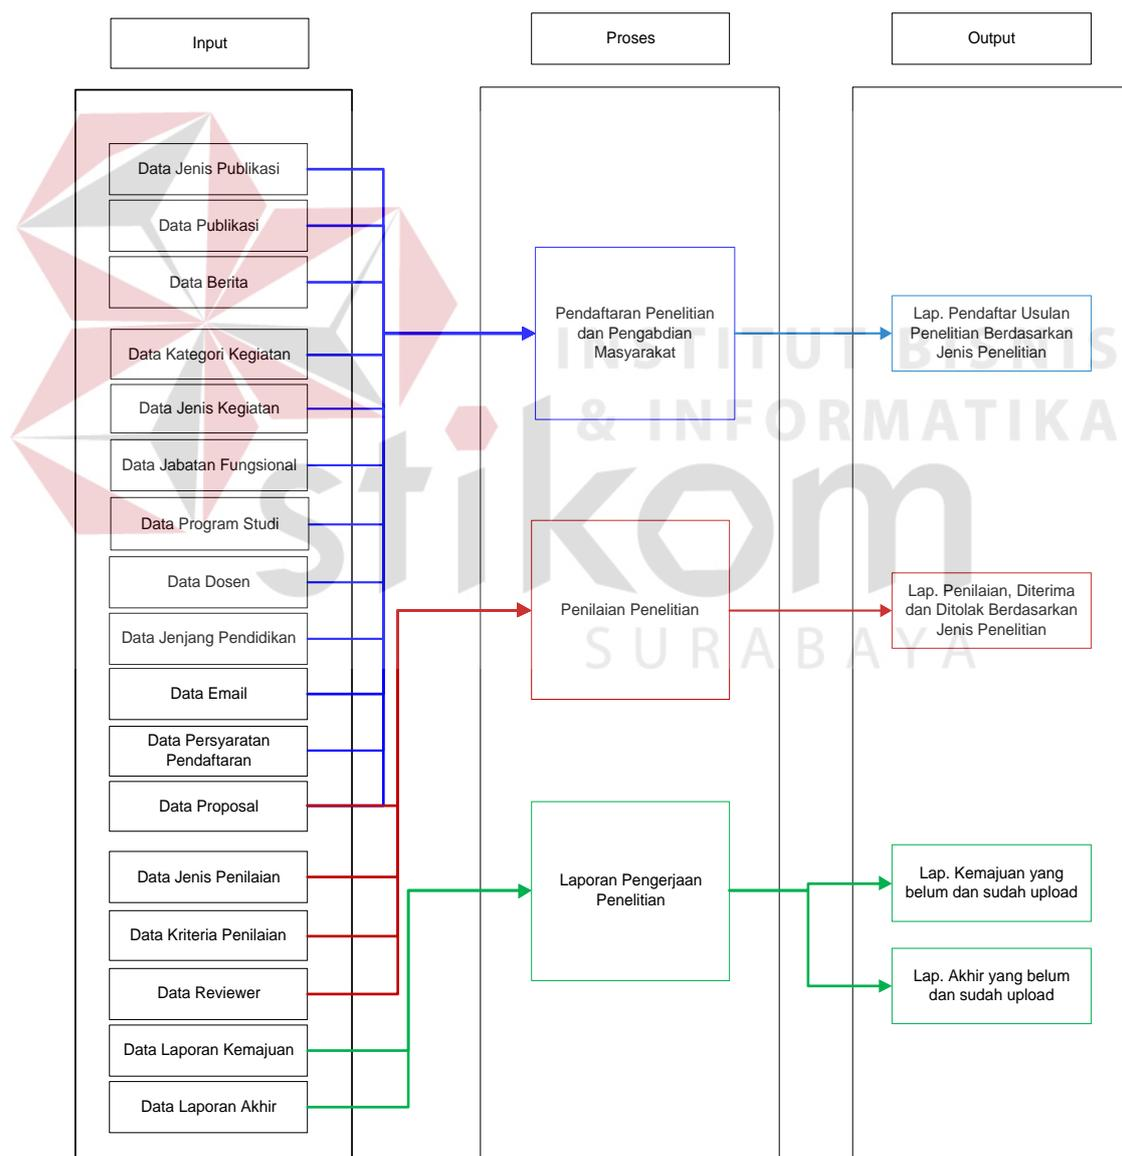 Input
Proses
Output
Data Jenis Publikasi
Data Publikasi
Data Berita
Data Kategori Kegiatan
Data Jenis Kegiatan
Data Jabatan Fungsional
Data Program Studi
Data Dosen
Data Jenjang Pendidikan
Data Email
Data Persyaratan
Pendaftaran
Data Proposal
Data Jenis Penilaian
Data Kriteria Penilaian
Data Reviewer
Data Laporan Kemajuan
Data Laporan Akhir
Pendaftaran Penelitian
dan Pengabdian
Masyarakat
Penilaian Penelitian
Laporan Pengerjaan
Penelitian
Lap. Pendaftar Usulan
Penelitian Berdasarkan
Jenis Penelitian
Lap. Penilaian, Diterima
dan Ditolak Berdasarkan
Jenis Penelitian
Lap. Kemajuan yang
belum dan sudah upload
Lap. Akhir yang belum
dan sudah upload
INSTITUT BISNIS
& INFORMATIKA
stikom
SURABAYA